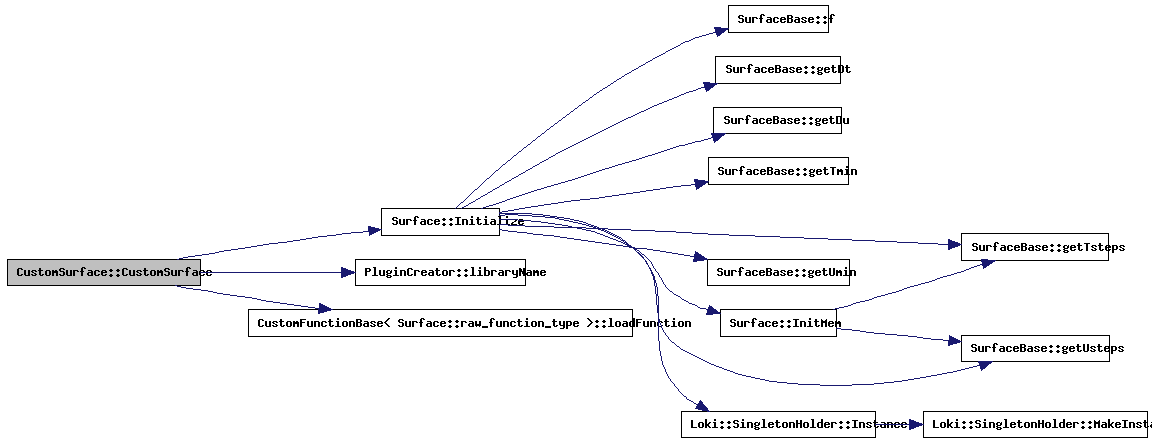 SurfaceBase::f
SurfaceBase::getDt
SurfaceBase::getDu
SurfaceBase::getTmin
Surface::Initialize
SurfaceBase::getTsteps
CustomSurface::CustomSurface
PluginCreator::libraryName
SurfaceBase::getUmin
CustomFunctionBase< Surface::raw_function_type >::loadFunction
Surface::InitMem
SurfaceBase::getUsteps
Loki::SingletonHolder::Instance
Loki::SingletonHolder::MakeInsta